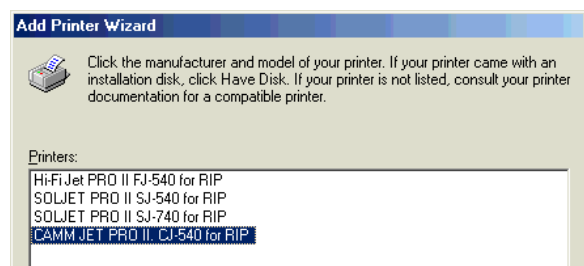 Add Printer Wizard
Click the manufacturer and model of your printer. If your printer came with an
installation disk, click Have Disk. If your printer is not listed, consult your printer
documentation for a compatible printer.
Printers:
Hi-Fi Jet PRO II FJ-540 for RIP
SOLJET PRO II SJ-540 for RIP
SOLJET PRO II SJ-740 for RIP
CAMM JET PRO II. CJ-540 for RIP